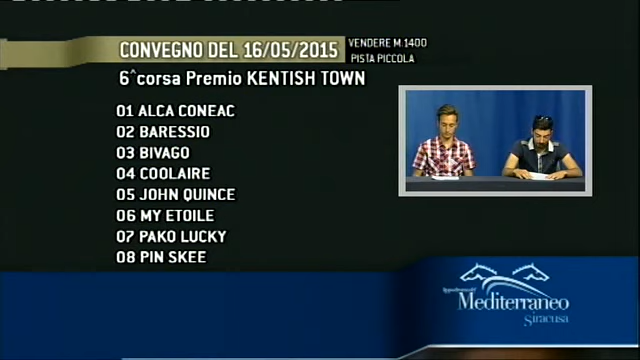 CONVEGNO DEL 16/05/2015
VENDERE M.1400
PISTA PICCOLA
6^corsa Premio KENTISH TOWN
01 ALCA CONEAC
02 BARESSIO
03 BIVAGO
04 COOLAIRE
05 JOHN QUINCE
06 MY ETOILE
07 PAKO LUCKY
08 PIN SKEE
Mediterraneo
Siracusa